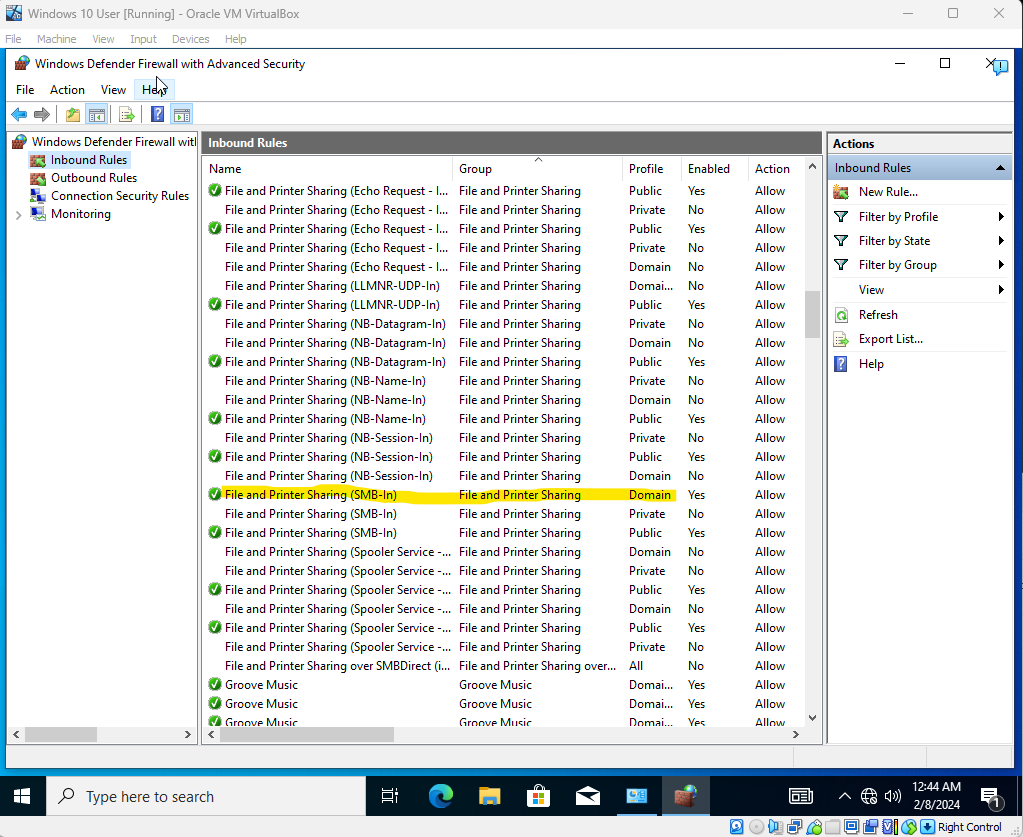 Windows 10 User [Running] - Oracle VM VirtualBox
File Machine View Input Devices Help
Windows Defender Firewall with Advanced Security
File Action View Help
Windows Defender Firewall witl
Inbound Rules
Outbound Rules
Connection Security Rules
Monitoring
Inbound Rules
Name Group Profile Enabled Action
File and Printer Sharing (Echo Request - I... File and Printer Sharing Public Yes Allow
File and Printer Sharing (Echo Request - I... File and Printer Sharing Private No Allow
File and Printer Sharing (Echo Request - I... File and Printer Sharing Public Yes Allow
File and Printer Sharing (Echo Request - I... File and Printer Sharing Private No Allow
File and Printer Sharing (Echo Request - I... File and Printer Sharing Domain No Allow
File and Printer Sharing (LLMNR-UDP-In) File and Printer Sharing Domai... No Allow
File and Printer Sharing (LLMNR-UDP-In) File and Printer Sharing Public Yes Allow
File and Printer Sharing (NB-Datagram-In) File and Printer Sharing Private No Allow
File and Printer Sharing (NB-Datagram-In) File and Printer Sharing Domain No Allow
File and Printer Sharing (NB-Datagram-In) File and Printer Sharing Public Yes Allow
File and Printer Sharing (NB-Name-In) File and Printer Sharing Private No Allow
File and Printer Sharing (NB-Name-In) File and Printer Sharing Domain No Allow
File and Printer Sharing (NB-Name-In) File and Printer Sharing Public Yes Allow
File and Printer Sharing (NB-Session-In) File and Printer Sharing Private No Allow
File and Printer Sharing (NB-Session-In) File and Printer Sharing Public Yes Allow
File and Printer Sharing (NB-Session-In) File and Printer Sharing Domain No Allow
File and Printer Sharing (SMB-In) File and Printer Sharing Domain Yes Allow
File and Printer Sharing (SMB-In) File and Printer Sharing Private No Allow
File and Printer Sharing (SMB-In) File and Printer Sharing Public Yes Allow
File and Printer Sharing (Spooler Service -... File and Printer Sharing Domain No Allow
File and Printer Sharing (Spooler Service -... File and Printer Sharing Private No Allow
File and Printer Sharing (Spooler Service -... File and Printer Sharing Public Yes Allow
File and Printer Sharing (Spooler Service -... File and Printer Sharing Domain No Allow
File and Printer Sharing (Spooler Service -... File and Printer Sharing Public Yes Allow
File and Printer Sharing (Spooler Service -... File and Printer Sharing Private No Allow
File and Printer Sharing over SMBDirect (i... File and Printer Sharing over... All No Allow
Groove Music Groove Music Domai... Yes Allow
Groove Music Groove Music Domai... Yes Allow
Groove Music Groove Music Domai... Yes Allow
Actions
Inbound Rules
New Rule...
Filter by Profile
Filter by State
Filter by Group
View
Refresh
Export List...
Help
Type here to search
12:44 AM
2/8/2024
1
Right Control